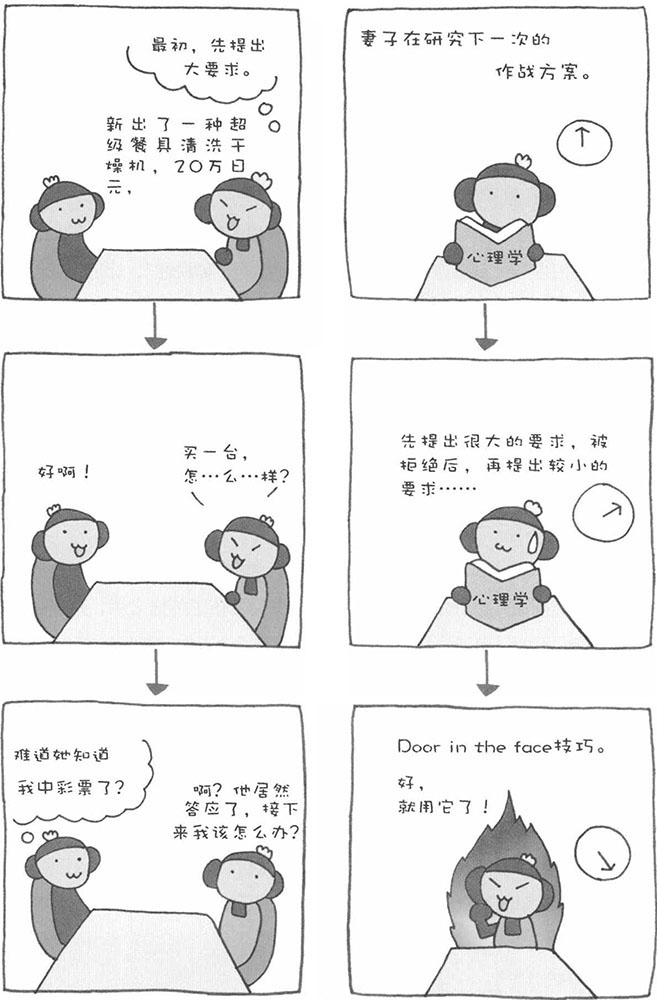 妻子在研究下一次的
作战方案。
心理学
先提出很大的要求，被
拒绝后，再提出较小的
要求……
心理学
Door in the face技巧。
好，
就用它了！
最初，先提出
大要求。
新出了一种超
级餐具清洗干
燥机，20万日
元，
买一台，
怎…么…样？
好啊！
难道她知道
我中彩票了？
啊？他居然
答应了，接下
来我该怎么办？